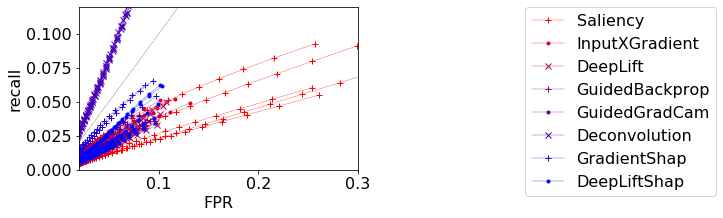 0.100
0.075
0.050
0.025
0.000
recall
0.1
0.2
0.3
FPR
Saliency
InputXGradient
DeepLift
GuidedBackprop
GuidedGradCam
Deconvolution
GradientShap
DeepLiftShap